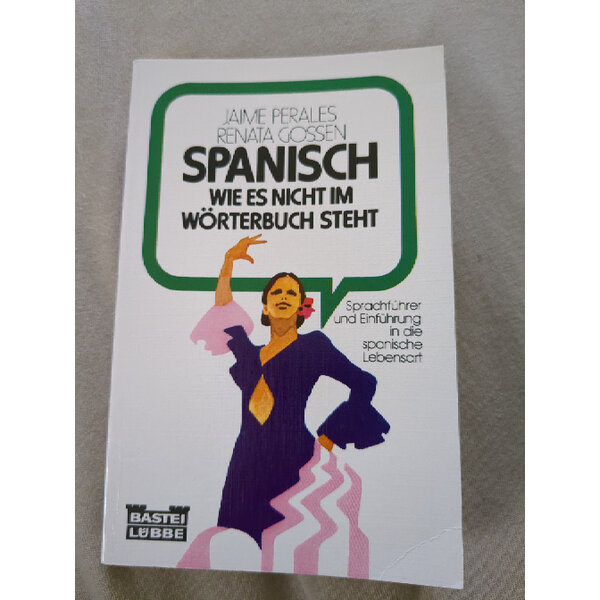 JAIME PERALES
RENATA GOSSEN
SPANISCH
WIE ES NICHT IM
WÖRTERBUCH STEHT
Sprachführer
und Einführung
in die
spanische
Lebensart
BASTEI
LÜBBE